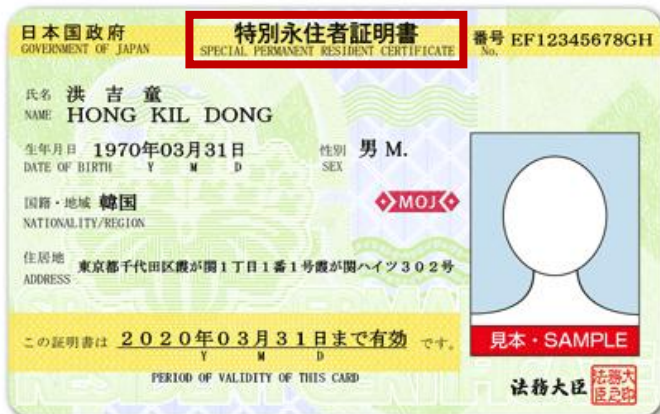 日本国政府 特別永住者証明書 番号 EF12345678GH
GOVERNMENT OF JAPAN SPECIAL PERMANENT RESIDENT CERTIFICATE No.
氏名 洪 吉 童
NAME HONG KIL DONG
生年月日 1970年03月31日 性別 男 M.
DATE OF BIRTH Y M D SEX
国籍・地域 韓国
NATIONALITY/REGION
MOJ
住居地 東京都千代田区霞が関1丁目1番1号霞が関ハイツ302号
ADDRESS
この証明書は 2020年03月31日まで有効 です。
Y M D
PERIOD OF VALIDITY OF THIS CARD
見本・SAMPLE
法務大臣